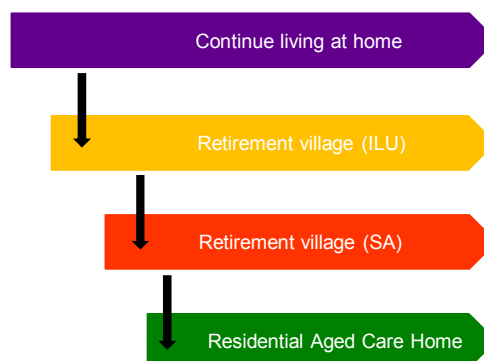 Continue living at home
Retirement village (ILU)
Retirement village (SA)
Residential Aged Care Home